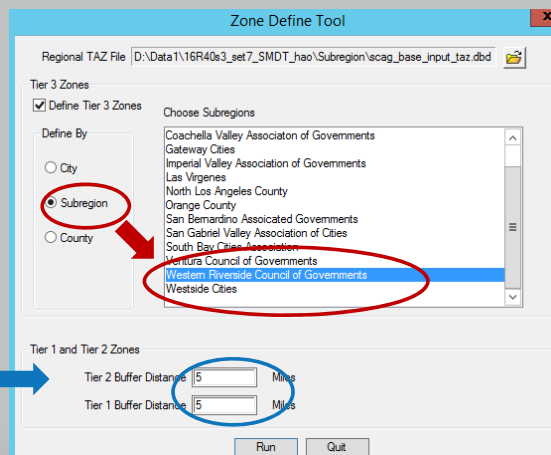 Zone Define Tool
x
Regional TAZ File D:\Data1\16R40s3_set7_SMDT_hao\Subregion\scag_base_input_taz.dbd
Tier 3 Zones
Define Tier 3 Zones
Choose Subregions
Define By
City
Subregion
County
Coachella Valley Associaton of Governments
Gateway Cities
Imperial Valley Association of Governments
Las Virgenes
North Los Angeles County
Orange County
San Bernardino Assoicated Governments
San Gabriel Valley Association of Cities
South Bay Cities Association
Ventura Council of Governments
Western Riverside Council of Governments
Westside Cities
Tier 1 and Tier 2 Zones
Tier 2 Buffer Distance 5 Miles
Tier 1 Buffer Distance 5 Miles
Run Quit